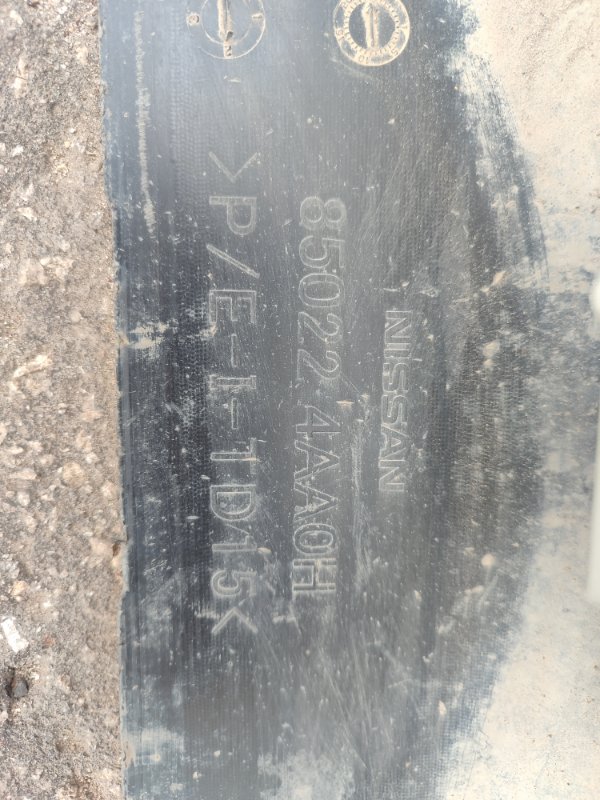 NISSAN
85022 4AA0H
>P/E-I-TD15<